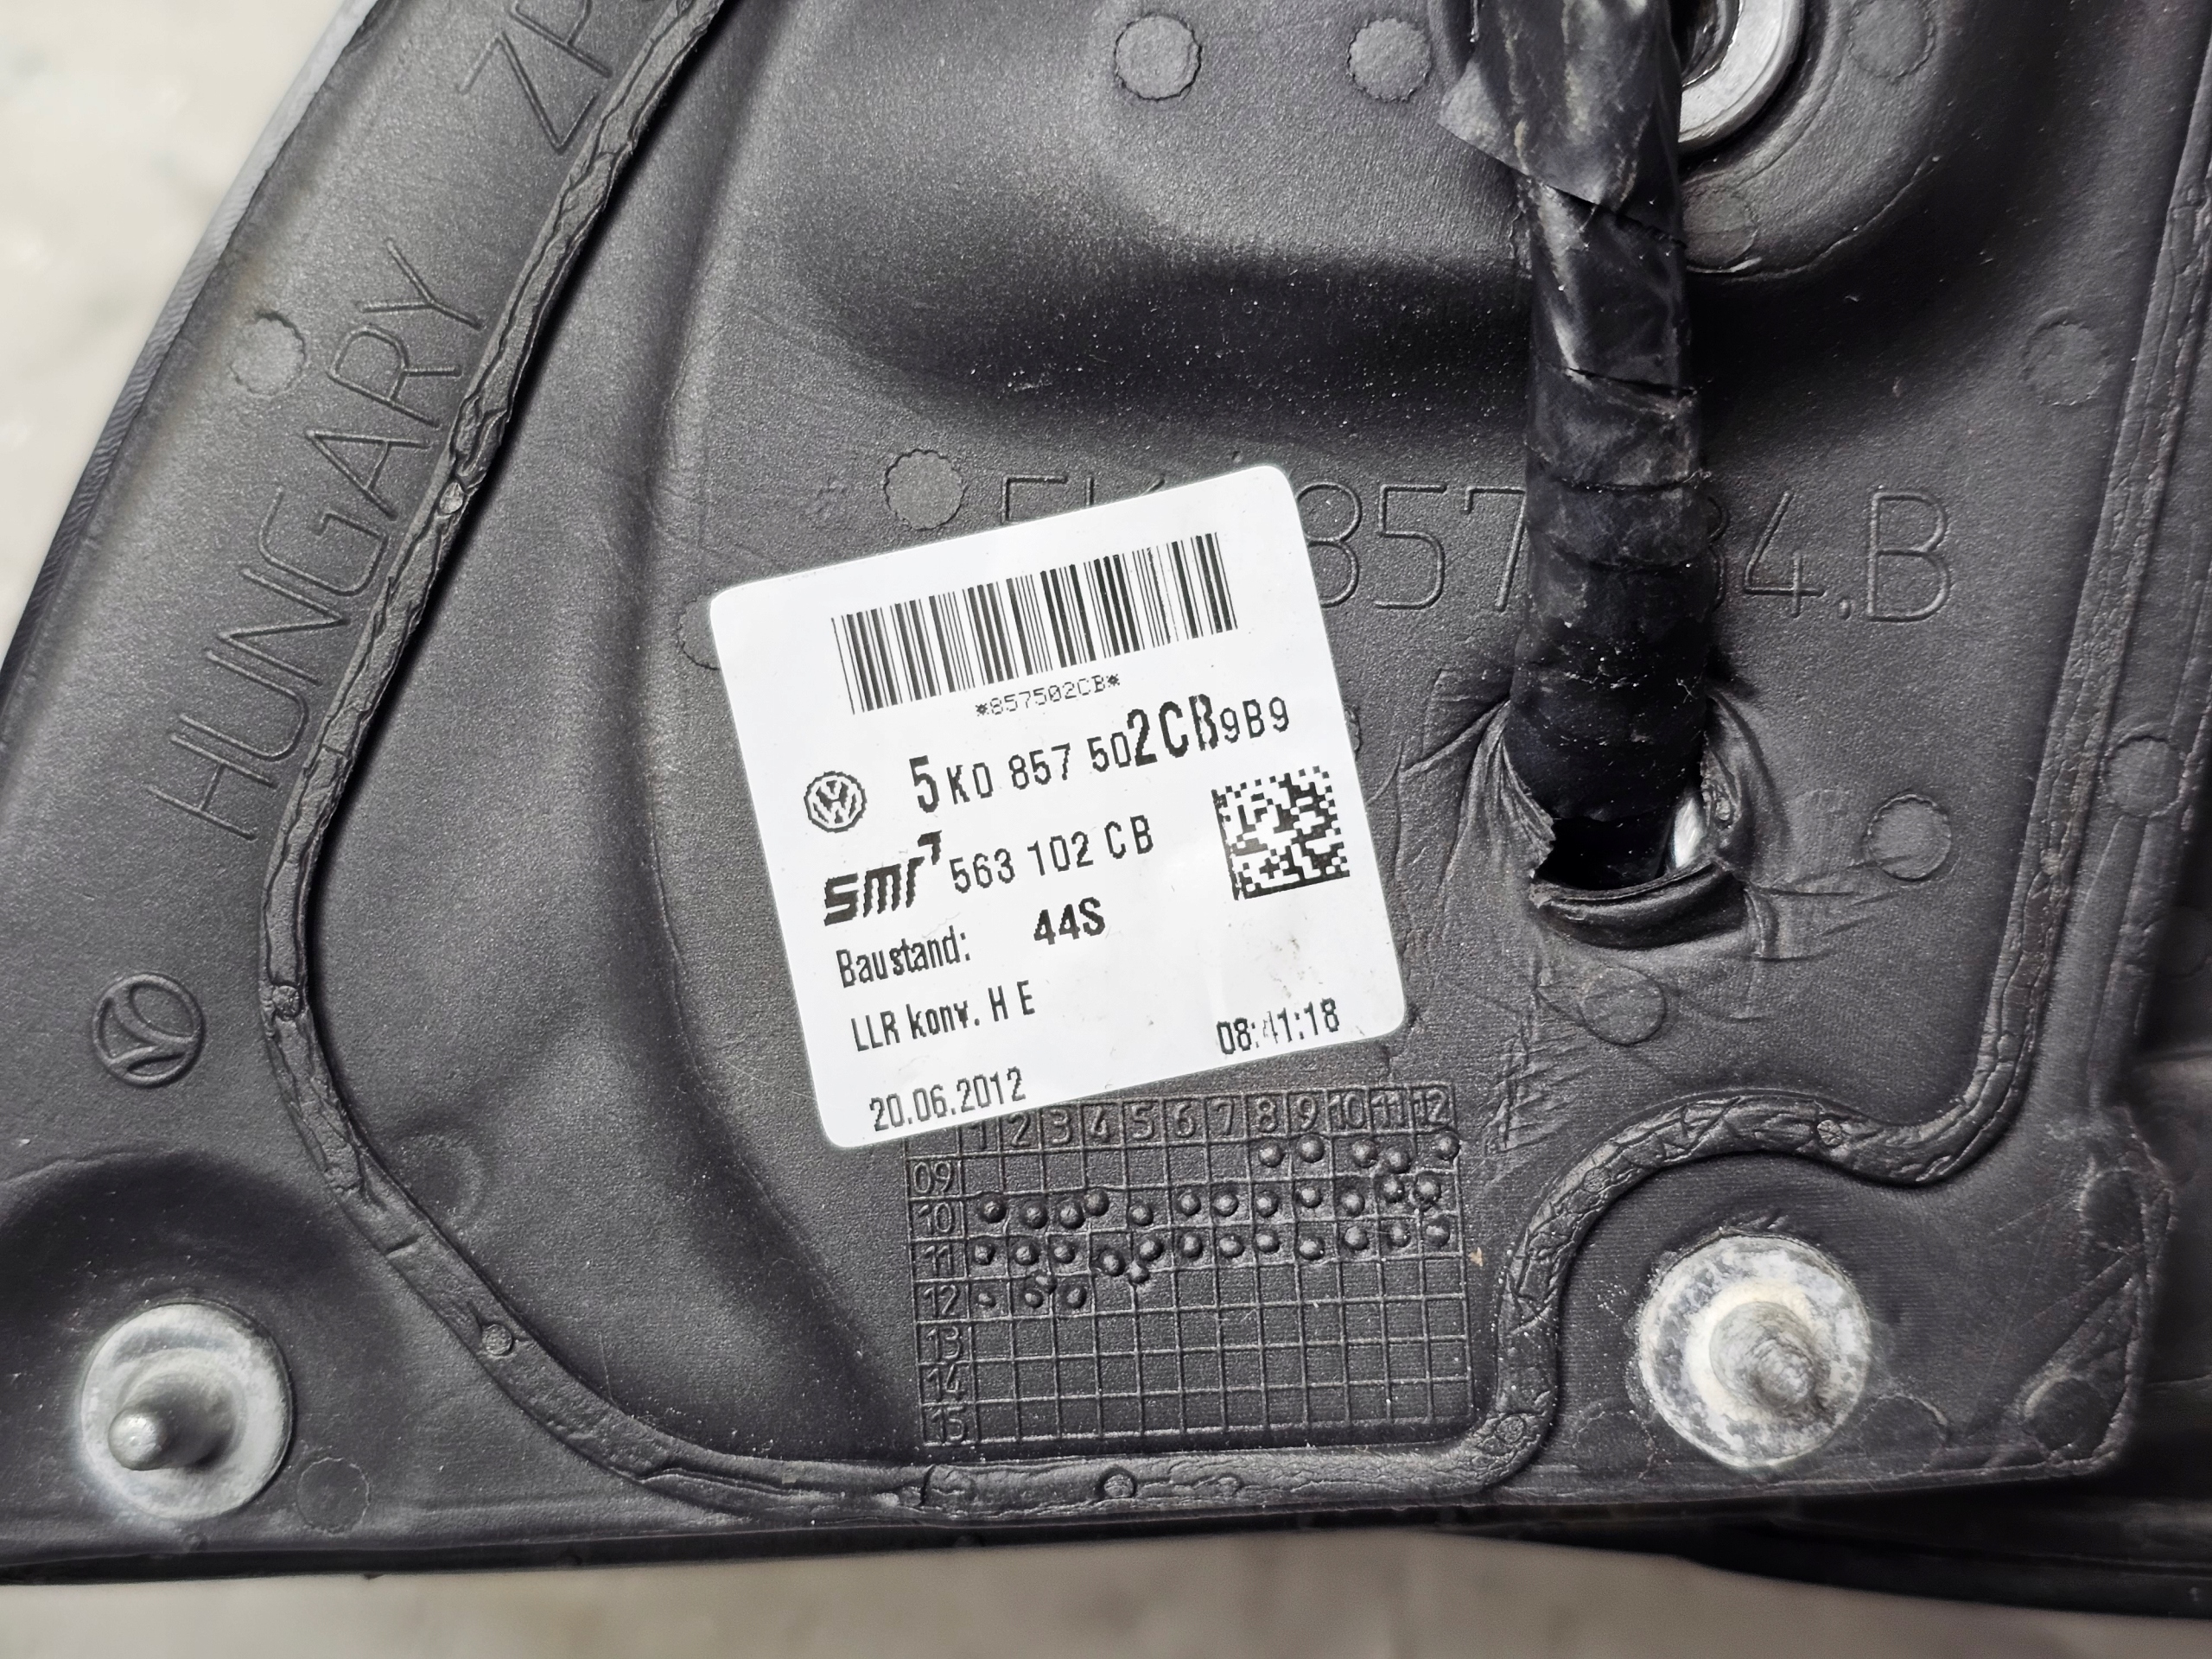 HUNGARY
857
34.B
*857502CB*
5K0 857 502CB9B9
smr 563 102 CB
Baustand: 44S
LLR konv. H E
20.06.2012 08:41:18
1 2 3 4 5 6 7 8 9 10 11 12
09
10
11
12
13
14
15